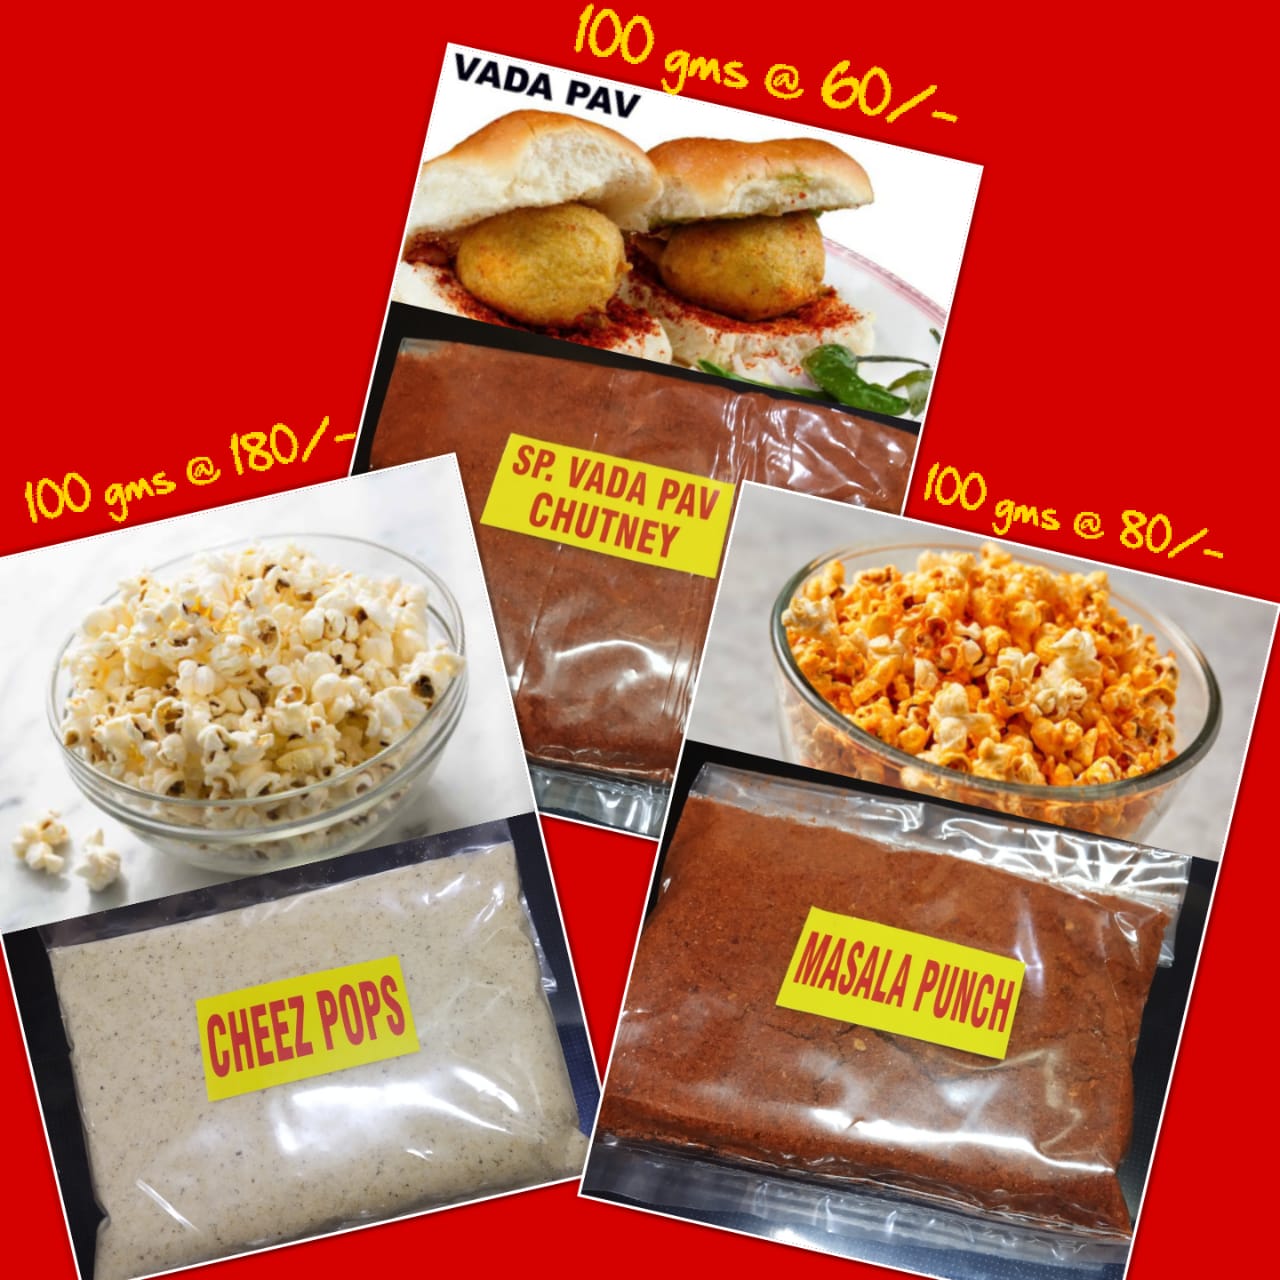 100 gms @ 60/-
VADA PAV
SP. VADA PAV
CHUTNEY
100 gms @ 180/-
CHEEZ POPS
100 gms @ 80/-
MASALA PUNCH